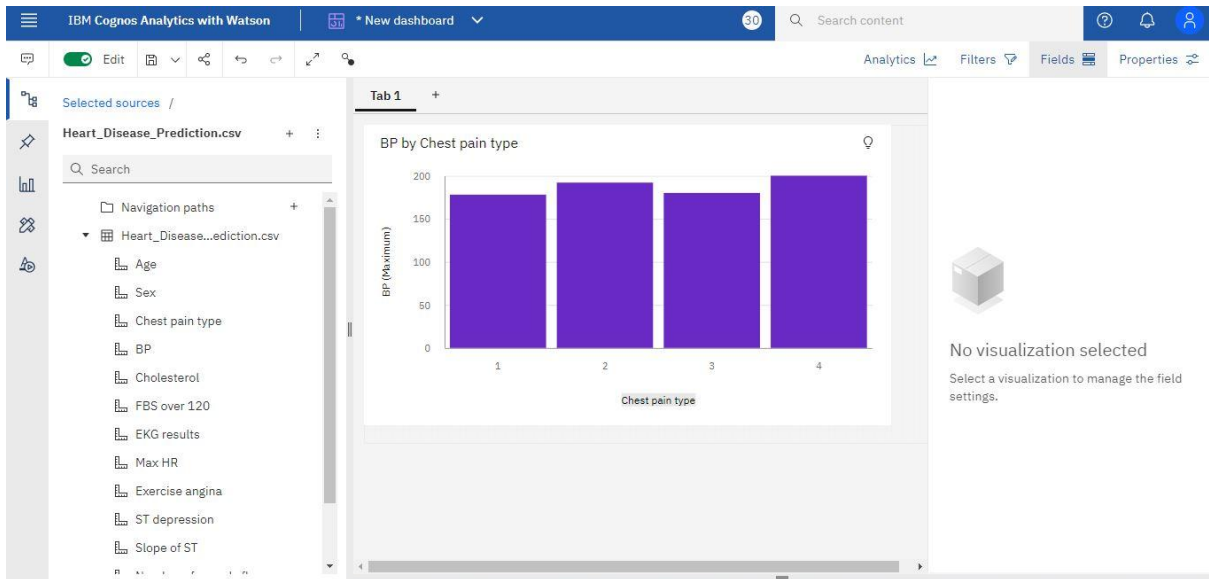 IBM Cognos Analytics with Watson
* New dashboard
30
Search content
Edit
Analytics
Filters
Fields
Properties
Selected sources /
Heart_Disease_Prediction.csv
Search
Navigation paths
Heart_Disease...ediction.csv
Age
Sex
Chest pain type
BP
Cholesterol
FBS over 120
EKG results
Max HR
Exercise angina
ST depression
Slope of ST
Tab 1 +
BP by Chest pain type
BP (Maximum)
200
150
100
50
0
1 2 3 4
Chest pain type
No visualization selected
Select a visualization to manage the field
settings.